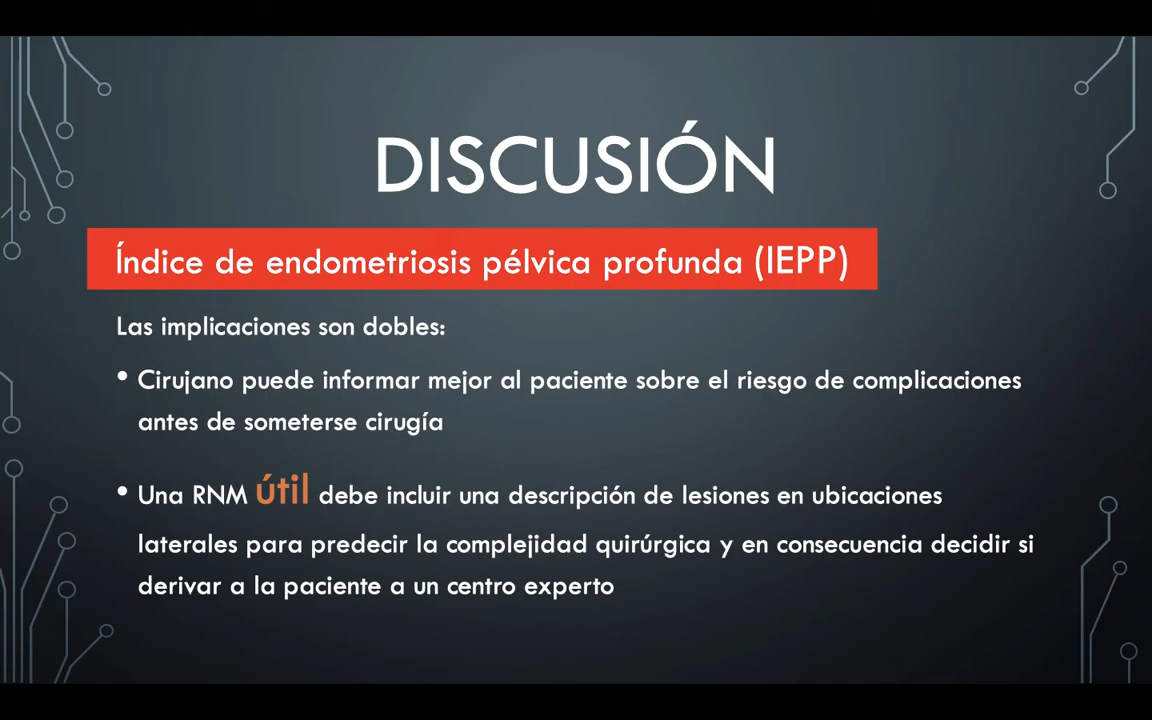 DISCUSIÓN
Índice de endometriosis pélvica profunda (IEPP)
Las implicaciones son dobles:
• Cirujano puede informar mejor al paciente sobre el riesgo de complicaciones
antes de someterse cirugía
• Una RNM útil debe incluir una descripción de lesiones en ubicaciones
laterales para predecir la complejidad quirúrgica y en consecuencia decidir si
derivar a la paciente a un centro experto